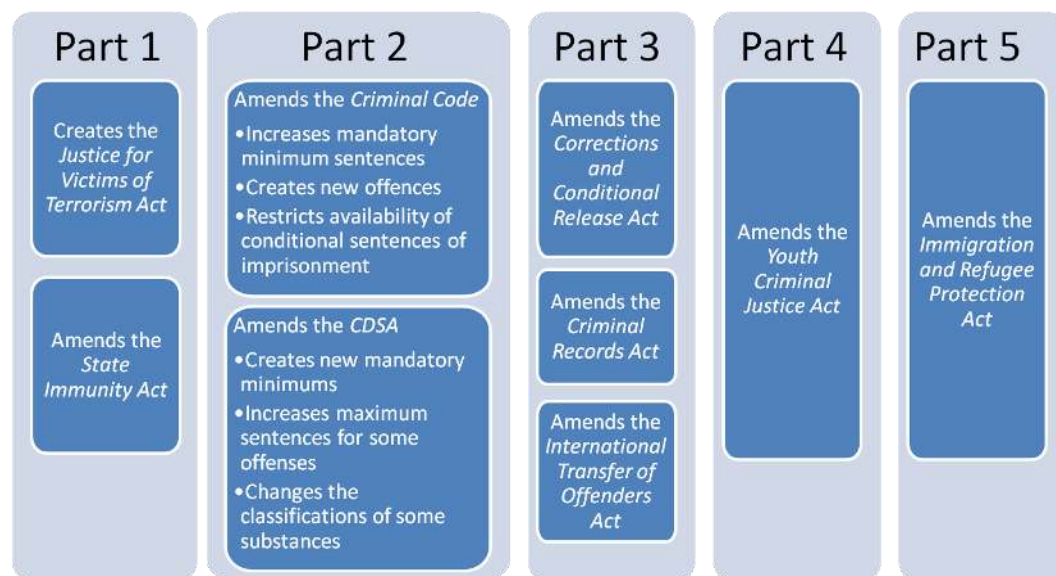 Part 1
Creates the
Justice for
Victims of
Terrorism Act
Amends the
State
Immunity Act
Part 2
Amends the Criminal Code
•Increases mandatory
minimum sentences
•Creates new offences
•Restricts availability of
conditional sentences of
imprisonment
Amends the CDSA
•Creates new mandatory
minimums
•Increases maximum
sentences for some
offenses
•Changes the
classifications of some
substances
Part 3
Amends the
Corrections
and
Conditional
Release Act
Amends the
Criminal
Records Act
Amends the
International
Transfer of
Offenders
Act
Part 4
Amends the
Youth
Criminal
Justice Act
Part 5
Amends the
Immigration
and Refugee
Protection
Act